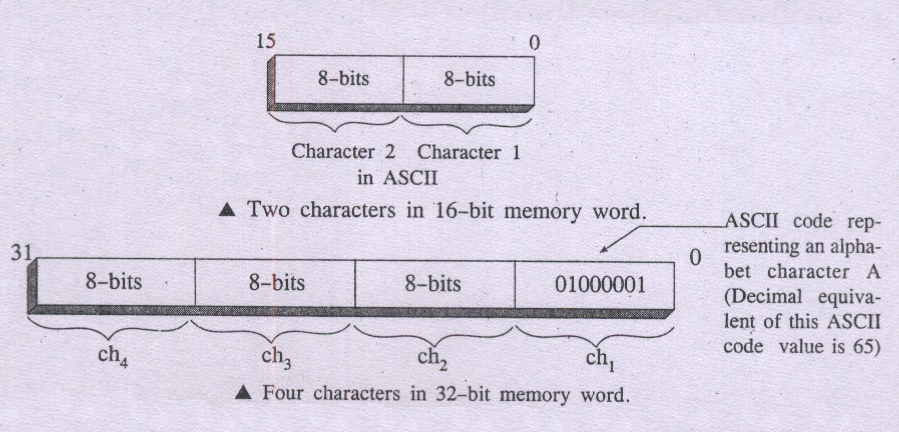 15 0
8-bits 8-bits
Character 2 Character 1
in ASCII
▲ Two characters in 16-bit memory word.
ASCII code rep-
resenting an alpha-
bet character A
(Decimal equiva-
lent of this ASCII
code value is 65)
31 0
8-bits 8-bits 8-bits 01000001
ch₄ ch₃ ch₂ ch₁
▲ Four characters in 32-bit memory word.